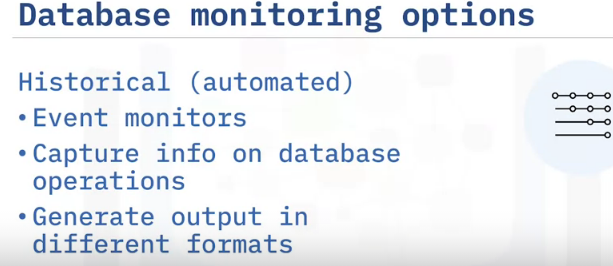 Database monitoring options
Historical (automated)
• Event monitors
• Capture info on database
operations
• Generate output in
different formats